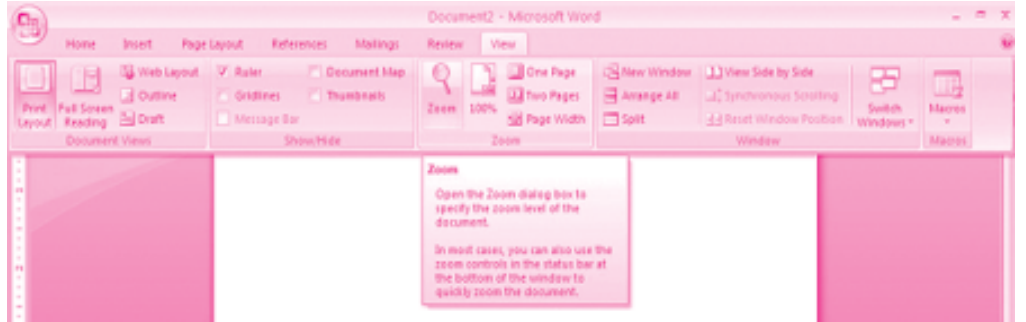 Document2 - Microsoft Word
Home Insert Page Layout References Mailings Review View
Print Layout
Full Screen Reading
Web Layout
Outline
Draft
Document Views
Ruler
Gridlines
Message Bar
Document Map
Thumbnails
Show/Hide
Zoom
100%
One Page
Two Pages
Page Width
Zoom
New Window
Arrange All
Split
View Side by Side
Synchronous Scrolling
Reset Window Position
Switch Windows
Window
Macros
Macros
Zoom
Open the Zoom dialog box to
specify the zoom level of the
document.
In most cases, you can also use the
zoom controls in the status bar at
the bottom of the window to
quickly zoom the document.